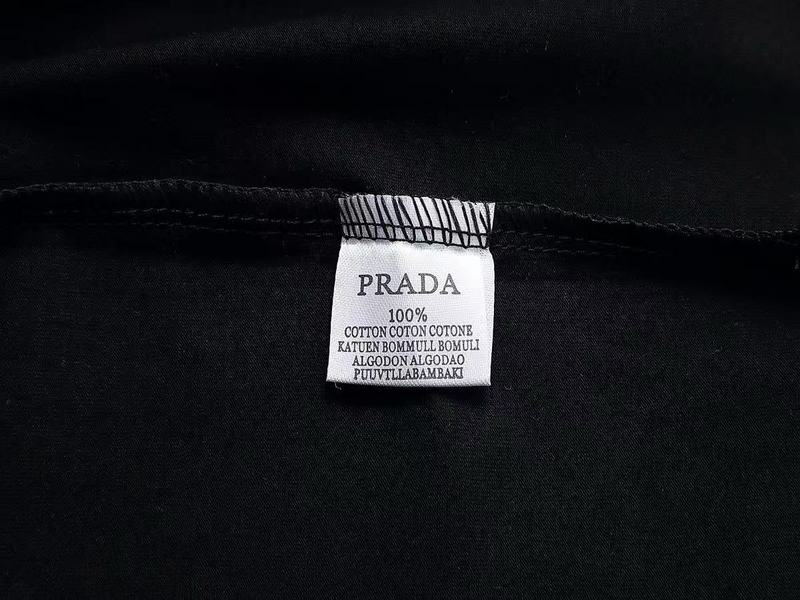 PRADA
100%
COTTON COTON COTONE
KATUEN BOMMULL BOMULI
ALGODON ALGODAO
PUUVTLLABAMBAKI